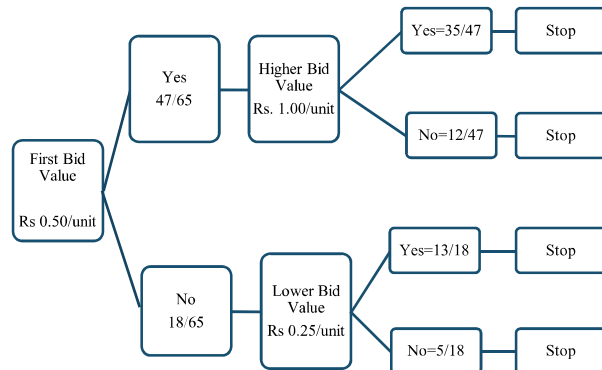 First Bid
Value
Rs 0.50/unit
Yes
47/65
Higher Bid
Value
Rs. 1.00/unit
Yes=35/47
Stop
No=12/47
Stop
No
18/65
Lower Bid
Value
Rs 0.25/unit
Yes=13/18
Stop
No=5/18
Stop